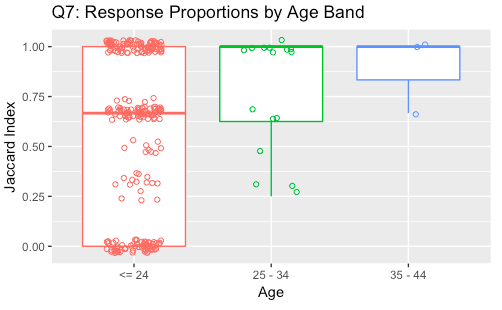 Q7: Response Proportions by Age Band
Jaccard Index
1.00
0.75
0.50
0.25
0.00
<= 24
25 - 34
35 - 44
Age